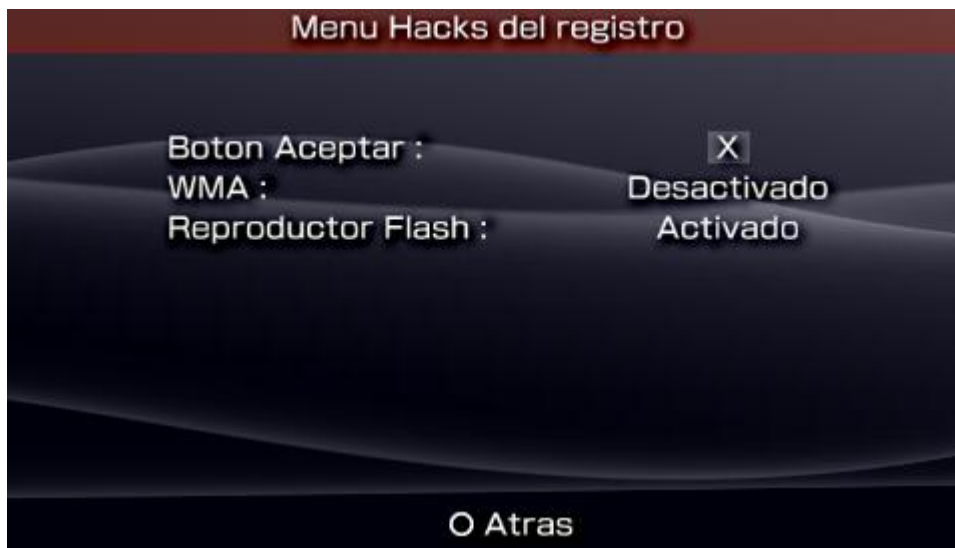 Menu Hacks del registro
Boton Aceptar : X
WMA : Desactivado
Reproductor Flash : Activado
O Atras